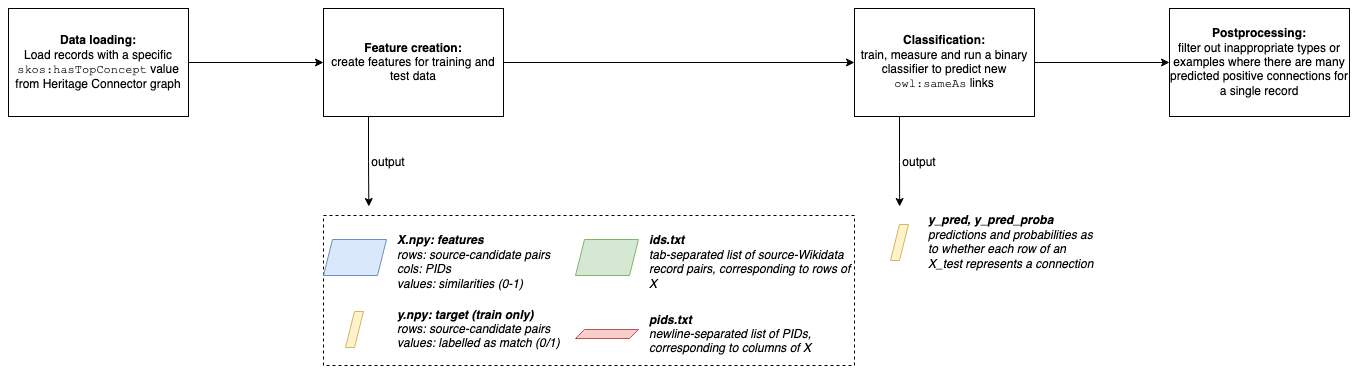 Data loading:
Load records with a specific
skos:hasTopConcept value
from Heritage Connector graph
Feature creation:
create features for training and
test data
Classification:
train, measure and run a binary
classifier to predict new
owl:sameAs links
Postprocessing:
filter out inappropriate types or
examples where there are many
predicted positive connections for
a single record
output
output
X.npy: features
rows: source-candidate pairs
cols: PIDs
values: similarities (0-1)
ids.txt
tab-separated list of source-Wikidata
record pairs, corresponding to rows of
X
y.npy: target (train only)
rows: source-candidate pairs
values: labelled as match (0/1)
pids.txt
newline-separated list of PIDs,
corresponding to columns of X
y_pred, y_pred_proba
predictions and probabilities as
to whether each row of an
X_test represents a connection